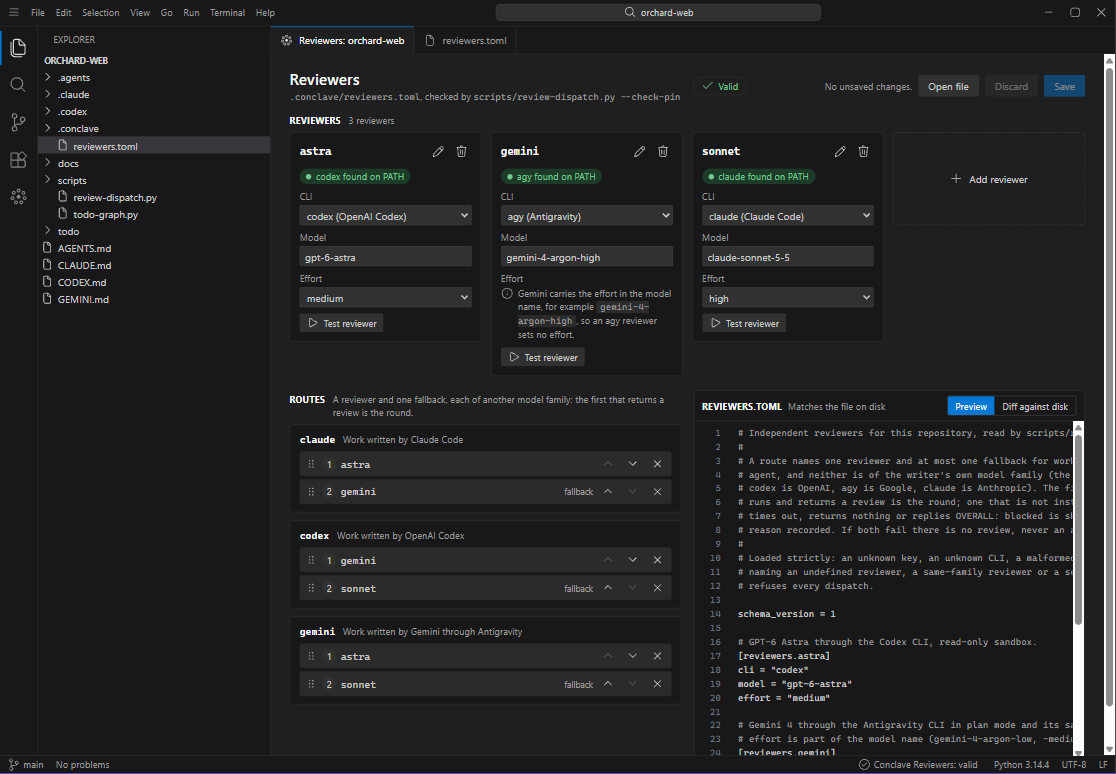 File Edit Selection View Go Run Terminal Help
orchard-web
EXPLORER
ORCHARD-WEB
.agents
.claude
.codex
.conclave
reviewers.toml
docs
scripts
review-dispatch.py
todo-graph.py
todo
AGENTS.md
CLAUDE.md
CODEX.md
GEMINI.md
Reviewers: orchard-web
reviewers.toml
Reviewers
.conclave/reviewers.toml, checked by scripts/review-dispatch.py --check-pin
Valid
No unsaved changes.
Open file
Discard
Save
REVIEWERS 3 reviewers
astra
codex found on PATH
CLI
codex (OpenAI Codex)
Model
gpt-6-astra
Effort
medium
Test reviewer
gemini
agy found on PATH
CLI
agy (Antigravity)
Model
gemini-4-argon-high
Effort
Gemini carries the effort in the model
name, for example gemini-4-
argon-high, so an agy reviewer
sets no effort.
Test reviewer
sonnet
claude found on PATH
CLI
claude (Claude Code)
Model
claude-sonnet-5-5
Effort
high
Test reviewer
Add reviewer
ROUTES A reviewer and one fallback, each of another model family: the first that returns a
review is the round.
claude Work written by Claude Code
1 astra
2 gemini fallback
codex Work written by OpenAI Codex
1 gemini
2 sonnet fallback
gemini Work written by Gemini through Antigravity
1 astra
2 sonnet fallback
REVIEWERS.TOML Matches the file on disk
Preview
Diff against disk
1 # Independent reviewers for this repository, read by scripts/
2 #
3 # A route names one reviewer and at most one fallback for work
4 # agent, and neither is of the writer's own model family (the
5 # codex is OpenAI, agy is Google, claude is Anthropic). The fi
6 # runs and returns a review is the round; one that is not inst
7 # times out, returns nothing or replies OVERALL: blocked is sk
8 # reason recorded. If both fail there is no review, never an a
9 #
10 # Loaded strictly: an unknown key, an unknown CLI, a malformed
11 # naming an undefined reviewer, a same-family reviewer or a se
12 # refuses every dispatch.
13
14 schema_version = 1
15
16 # GPT-6 Astra through the Codex CLI, read-only sandbox.
17 [reviewers.astra]
18 cli = "codex"
19 model = "gpt-6-astra"
20 effort = "medium"
21
22 # Gemini 4 through the Antigravity CLI in plan mode and its sa
23 # effort is part of the model name (gemini-4-argon-low, -mediu
24 [reviewers.gemini]
main No problems
Conclave Reviewers: valid Python 3.14.4 UTF-8 LF